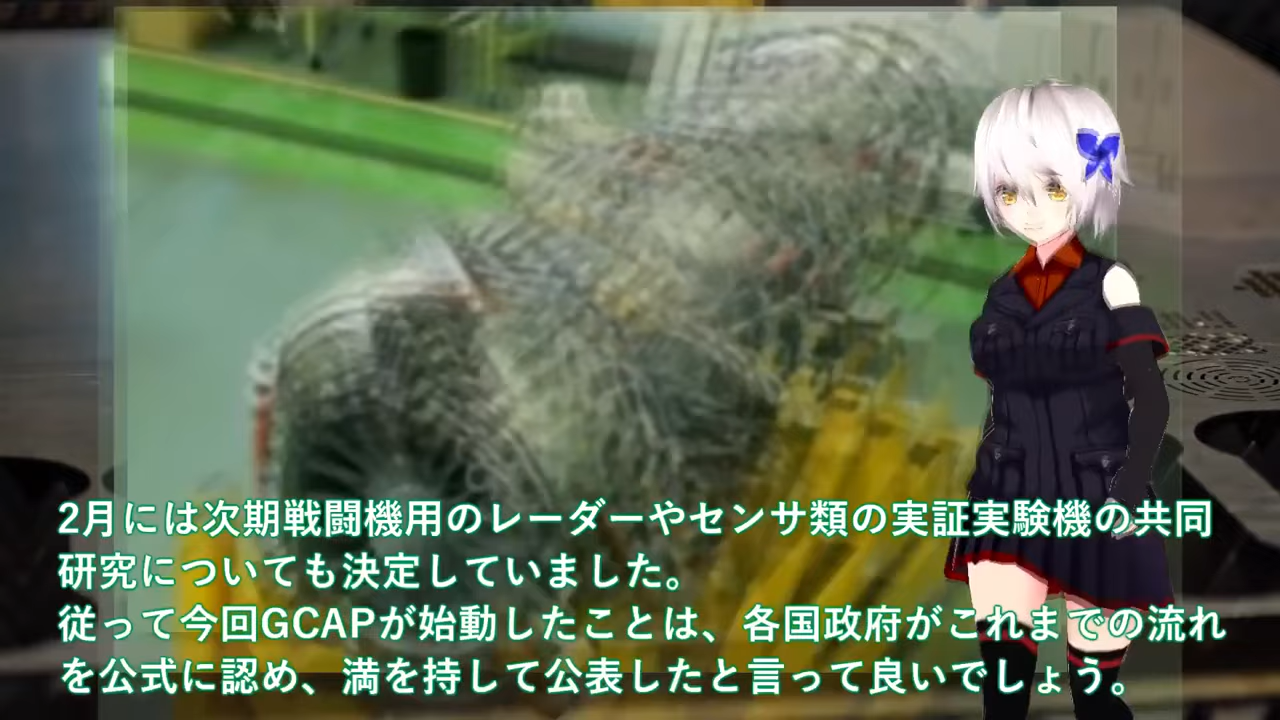 2月には次期戦闘機用のレーダーやセンサ類の実証実験機の共同
研究についても決定していました。
従って今回GCAPが始動したことは、各国政府がこれまでの流れ
を公式に認め、満を持して公表したと言って良いでしょう。